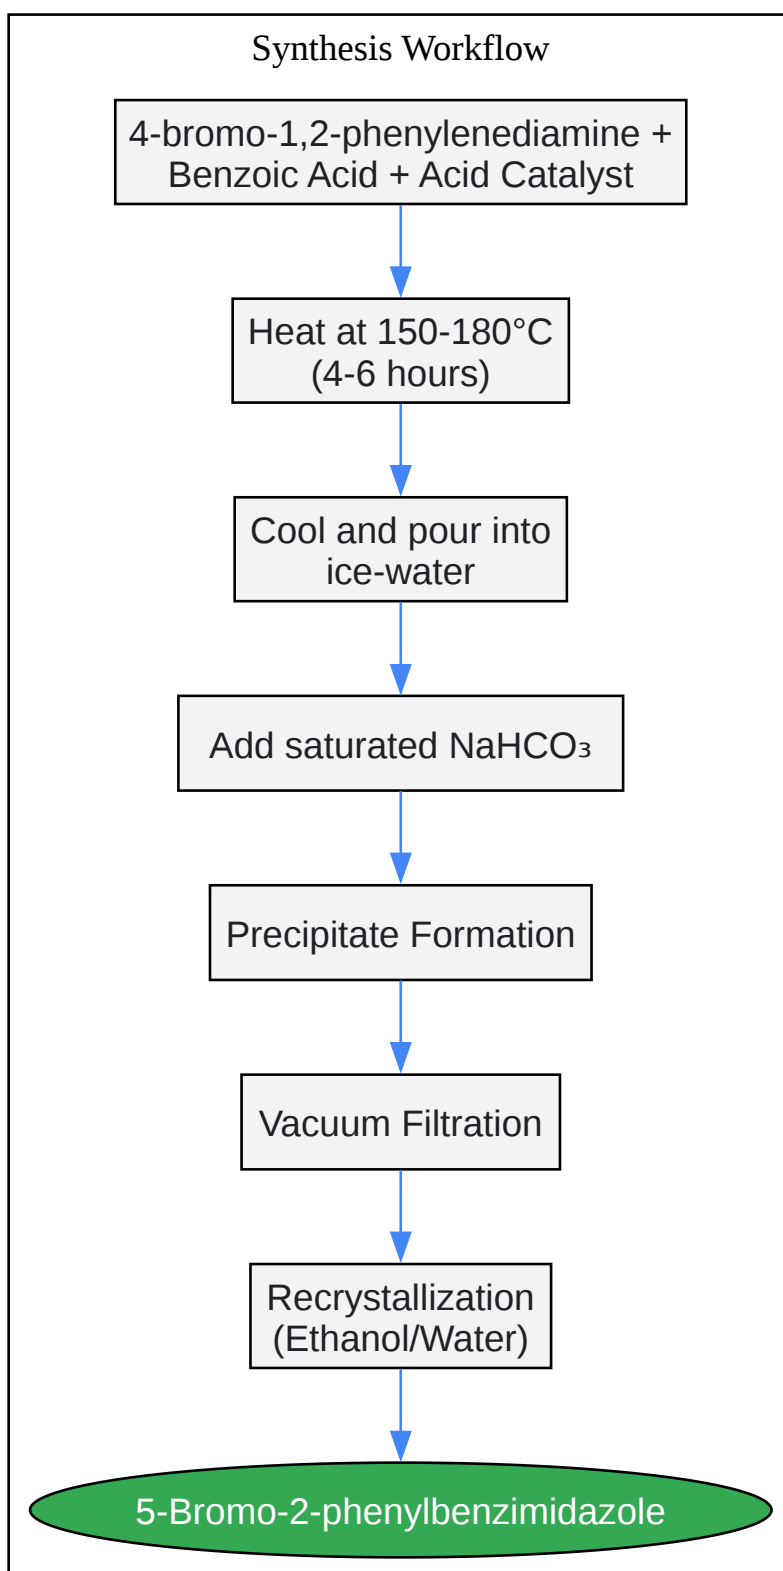 Synthesis Workflow
4-bromo-1,2-phenylenediamine +
Benzoic Acid + Acid Catalyst
Heat at 150-180°C
(4-6 hours)
Cool and pour into
ice-water
Add saturated NaHCO₃
Precipitate Formation
Vacuum Filtration
Recrystallization
(Ethanol/Water)
5-Bromo-2-phenylbenzimidazole